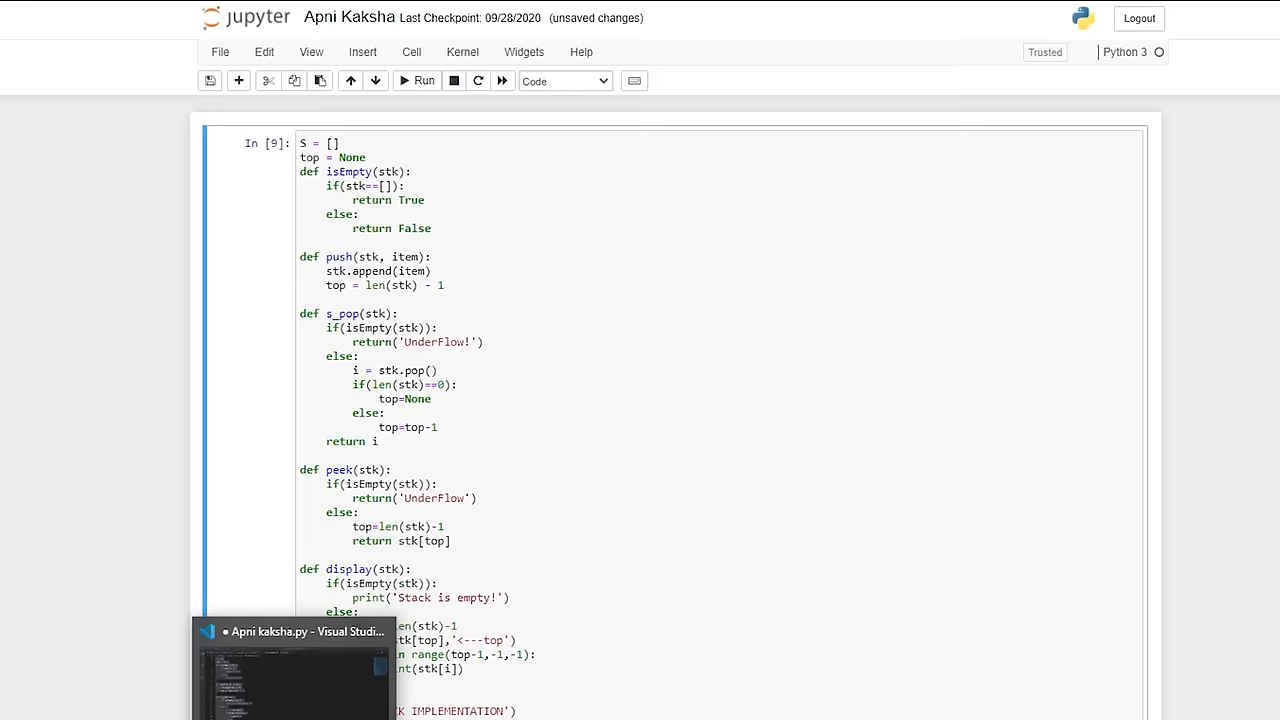 jupyter Apni Kaksha Last Checkpoint: 09/28/2020 (unsaved changes) Logout
File Edit View Insert Cell Kernel Widgets Help Trusted Python 3
Run Code
In [9]: S = []
top = None
def isEmpty(stk):
if(stk==[]):
return True
else:
return False
def push(stk, item):
stk.append(item)
top = len(stk) - 1
def s_pop(stk):
if(isEmpty(stk)):
return('UnderFlow!')
else:
i = stk.pop()
if(len(stk)==0):
top=None
else:
top=top-1
return i
def peek(stk):
if(isEmpty(stk)):
return('UnderFlow')
else:
top=len(stk)-1
return stk[top]
def display(stk):
if(isEmpty(stk)):
print('Stack is empty!')
else:
en(stk)-1
stk[top],'<---top')
n range(top-1,-1,-1):
(stk[i])
● Apni kaksha.py - Visual Studi...